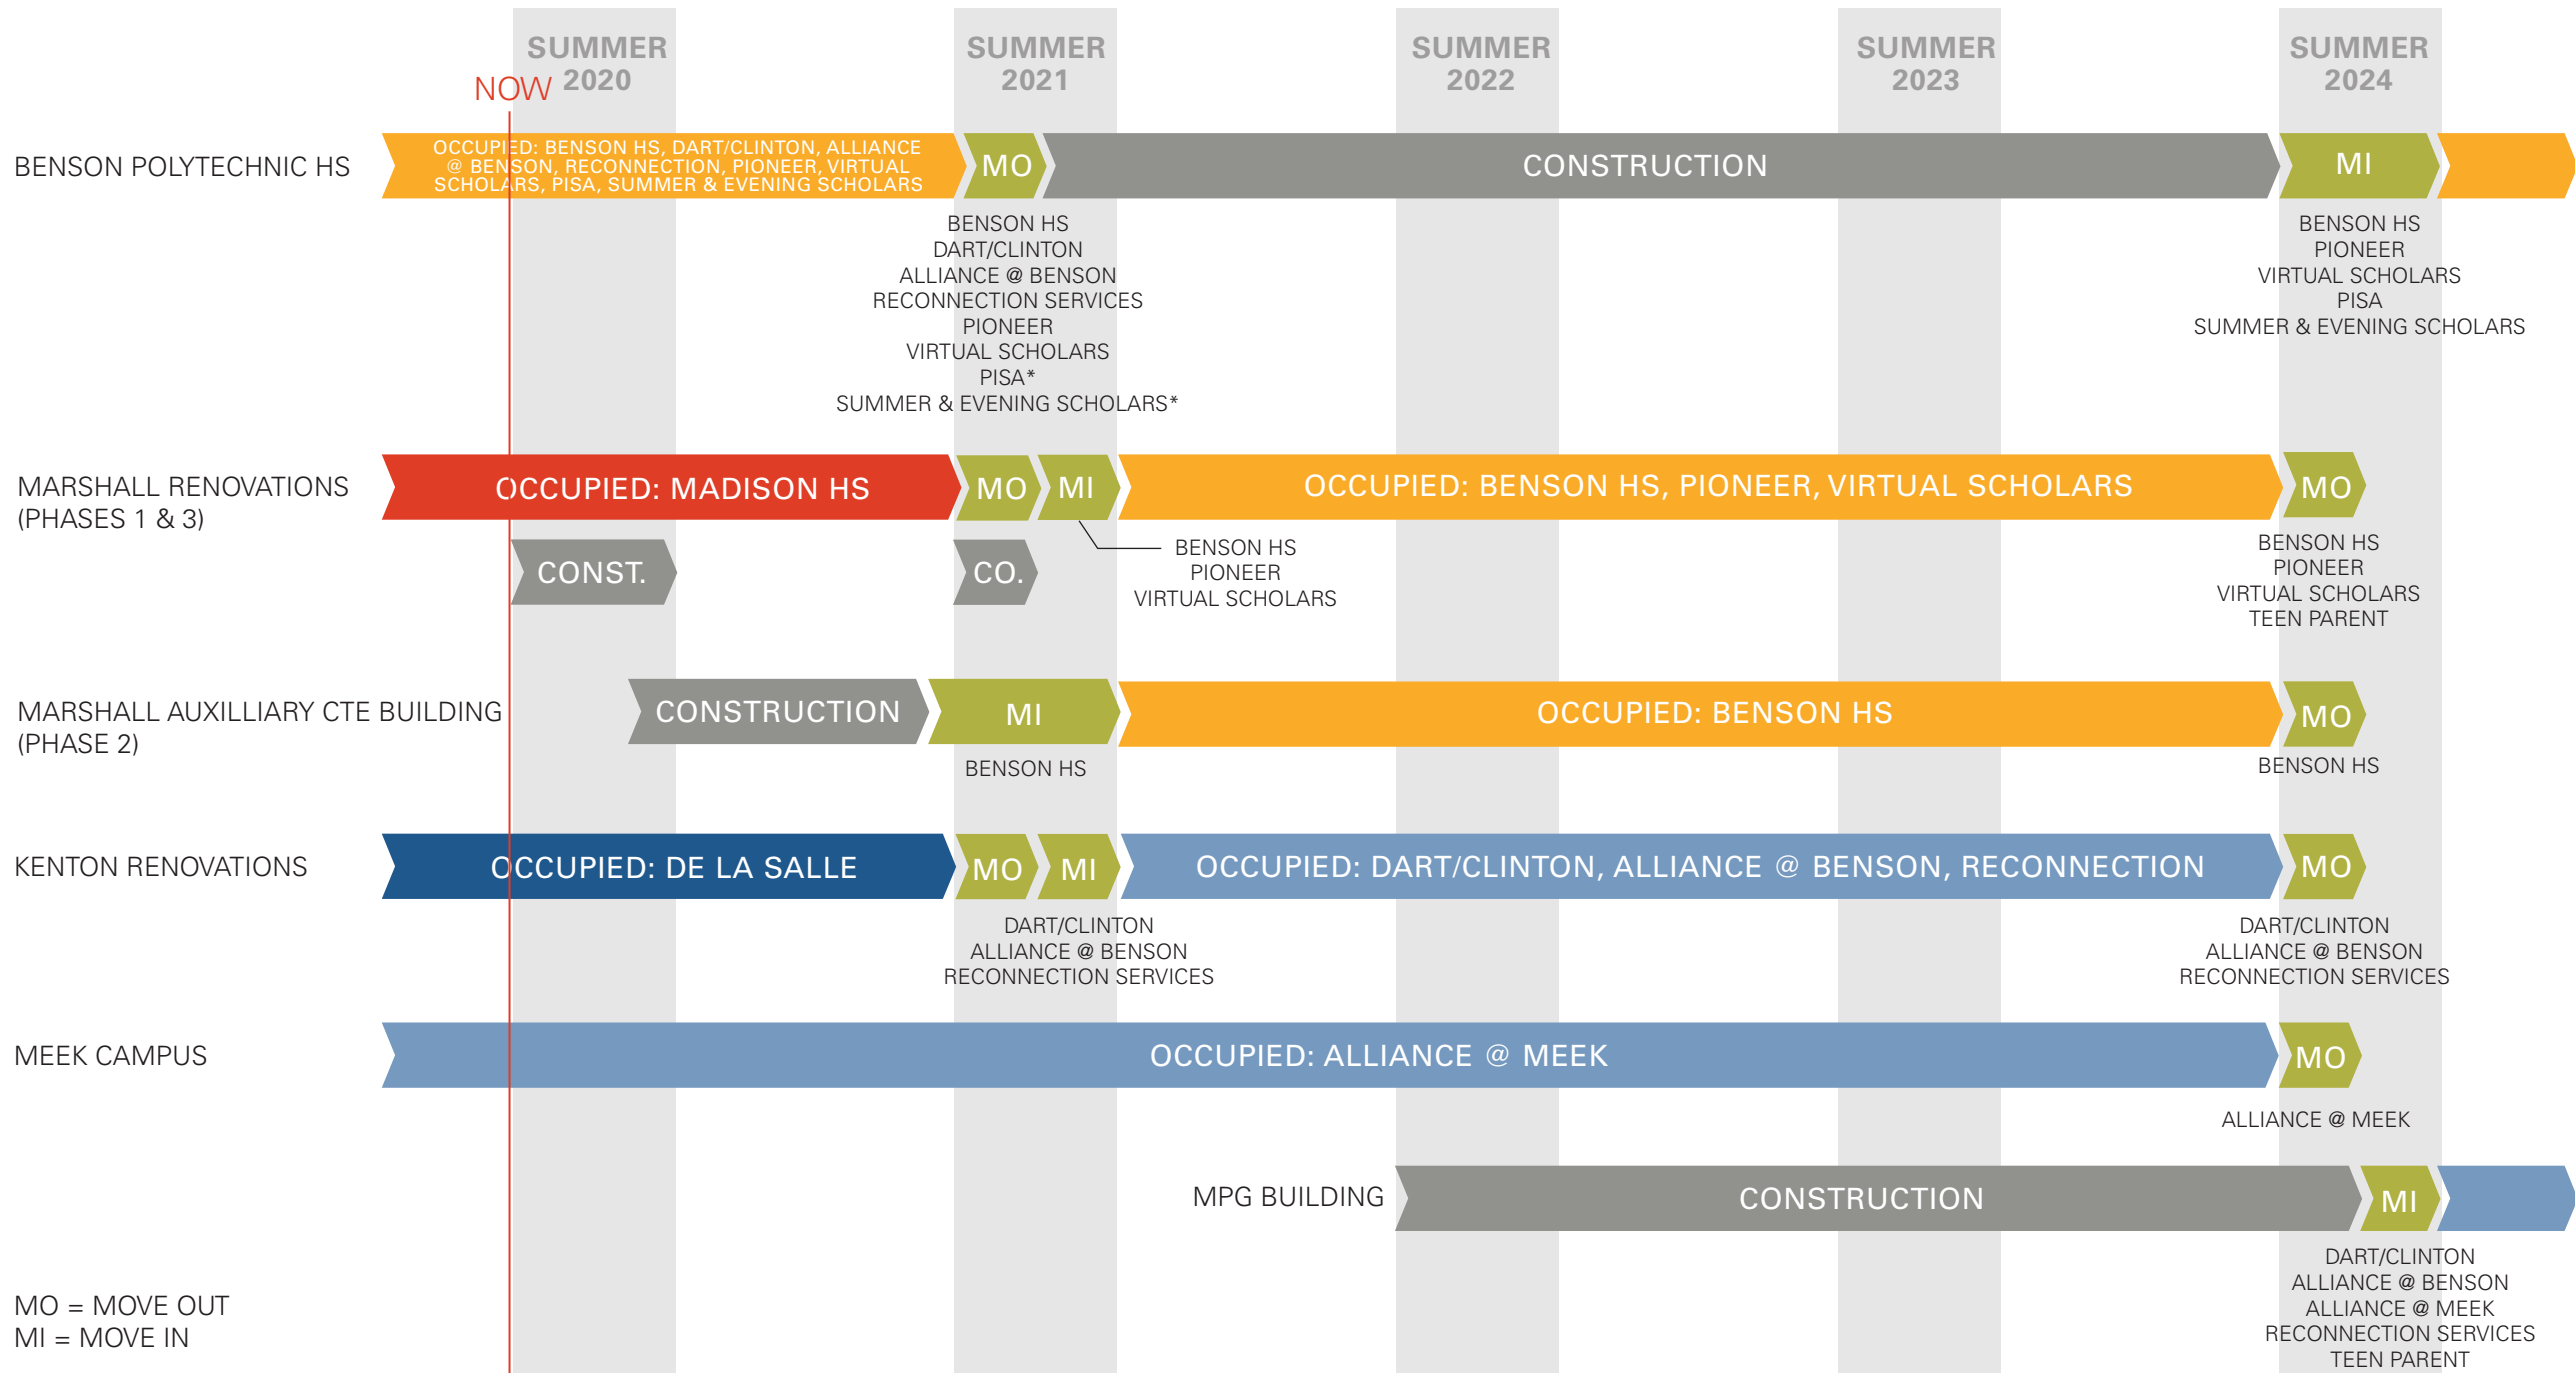 SUMMER
2020
SUMMER
2021
SUMMER
2022
SUMMER
2023
SUMMER
2024
NOW
BENSON POLYTECHNIC HS
OCCUPIED: BENSON HS, DART/CLINTON, ALLIANCE
@ BENSON, RECONNECTION, PIONEER, VIRTUAL
SCHOLARS, PISA, SUMMER & EVENING SCHOLARS
MO
CONSTRUCTION
MI
BENSON HS
DART/CLINTON
ALLIANCE @ BENSON
RECONNECTION SERVICES
PIONEER
VIRTUAL SCHOLARS
PISA*
SUMMER & EVENING SCHOLARS*
BENSON HS
PIONEER
VIRTUAL SCHOLARS
PISA
SUMMER & EVENING SCHOLARS
MARSHALL RENOVATIONS
(PHASES 1 & 3)
OCCUPIED: MADISON HS
MO
MI
OCCUPIED: BENSON HS, PIONEER, VIRTUAL SCHOLARS
MO
CONST.
CO.
BENSON HS
PIONEER
VIRTUAL SCHOLARS
BENSON HS
PIONEER
VIRTUAL SCHOLARS
TEEN PARENT
MARSHALL AUXILLIARY CTE BUILDING
(PHASE 2)
CONSTRUCTION
MI
OCCUPIED: BENSON HS
MO
BENSON HS
BENSON HS
KENTON RENOVATIONS
OCCUPIED: DE LA SALLE
MO
MI
OCCUPIED: DART/CLINTON, ALLIANCE @ BENSON, RECONNECTION
MO
DART/CLINTON
ALLIANCE @ BENSON
RECONNECTION SERVICES
DART/CLINTON
ALLIANCE @ BENSON
RECONNECTION SERVICES
MEEK CAMPUS
OCCUPIED: ALLIANCE @ MEEK
MO
ALLIANCE @ MEEK
MPG BUILDING
CONSTRUCTION
MI
DART/CLINTON
ALLIANCE @ BENSON
ALLIANCE @ MEEK
RECONNECTION SERVICES
TEEN PARENT
MO = MOVE OUT
MI = MOVE IN